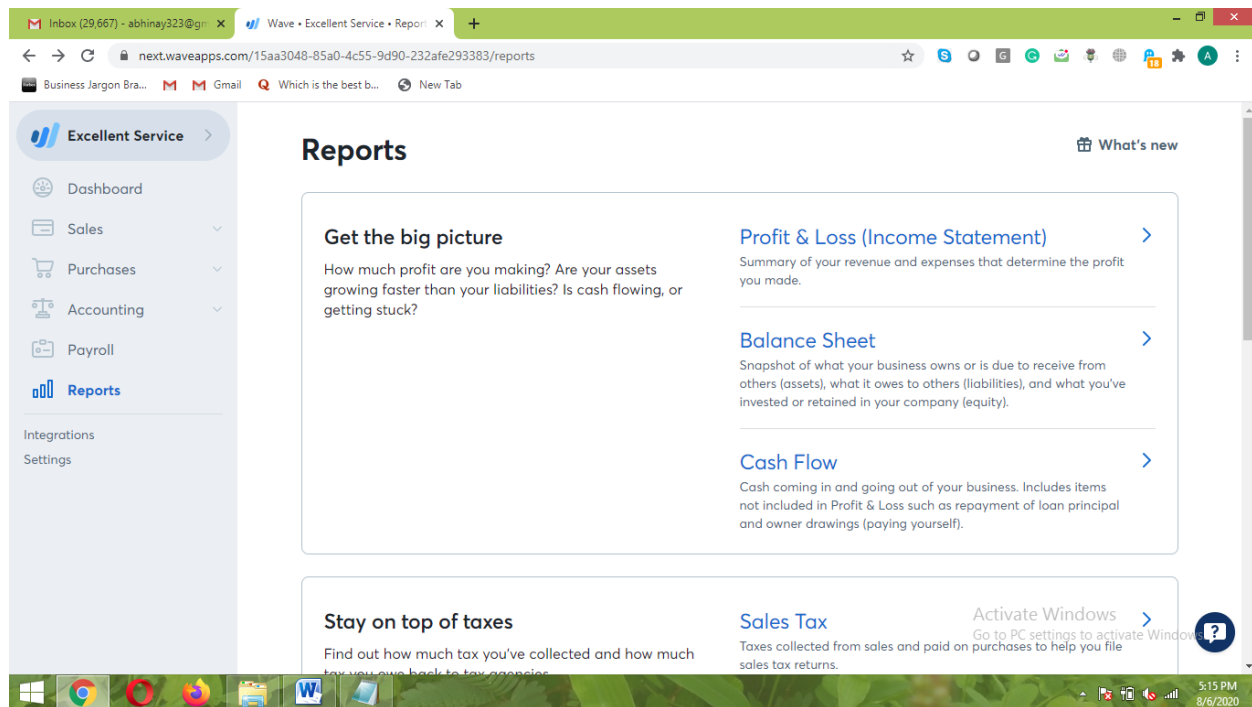 Inbox (29,667) - abhinay323@gm
Wave • Excellent Service • Report
next.waveapps.com/15aa3048-85a0-4c55-9d90-232afe293383/reports
Business Jargon Bra...
Gmail
Which is the best b...
New Tab
18
A
Excellent Service
Dashboard
Sales
Purchases
Accounting
Payroll
Reports
Integrations
Settings
Reports
What's new
Get the big picture
How much profit are you making? Are your assets
growing faster than your liabilities? Is cash flowing, or
getting stuck?
Profit & Loss (Income Statement)
Summary of your revenue and expenses that determine the profit
you made.
Balance Sheet
Snapshot of what your business owns or is due to receive from
others (assets), what it owes to others (liabilities), and what you've
invested or retained in your company (equity).
Cash Flow
Cash coming in and going out of your business. Includes items
not included in Profit & Loss such as repayment of loan principal
and owner drawings (paying yourself).
Stay on top of taxes
Find out how much tax you've collected and how much
tax you owe back to tax agencies.
Sales Tax
Taxes collected from sales and paid on purchases to help you file
sales tax returns.
Activate Windows
Go to PC settings to activate Windows
5:15 PM
8/6/2020